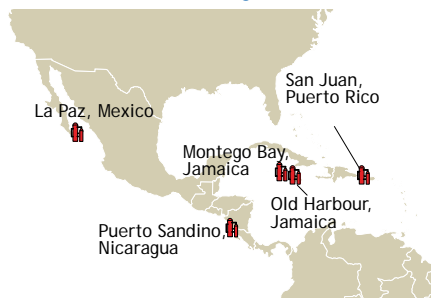 San Juan,
Puerto Rico
La Paz, Mexico
Montego Bay,
Jamaica
Old Harbour,
Jamaica
Puerto Sandino,
Nicaragua